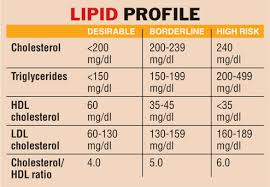 LIPID PROFILE
DESIRABLE BORDERLINE HIGH RISK
Cholesterol <200 200-239 240
mg/dl mg/dl mg/dl
Triglycerides <150 150-199 200-499
mg/dl mg/dl mg/dl
HDL 60 35-45 <35
cholesterol mg/dl mg/dl mg/dl
LDL 60-130 130-159 160-189
cholesterol mg/dl mg/dl mg/dl
Cholesterol/ 4.0 5.0 6.0
HDL ratio